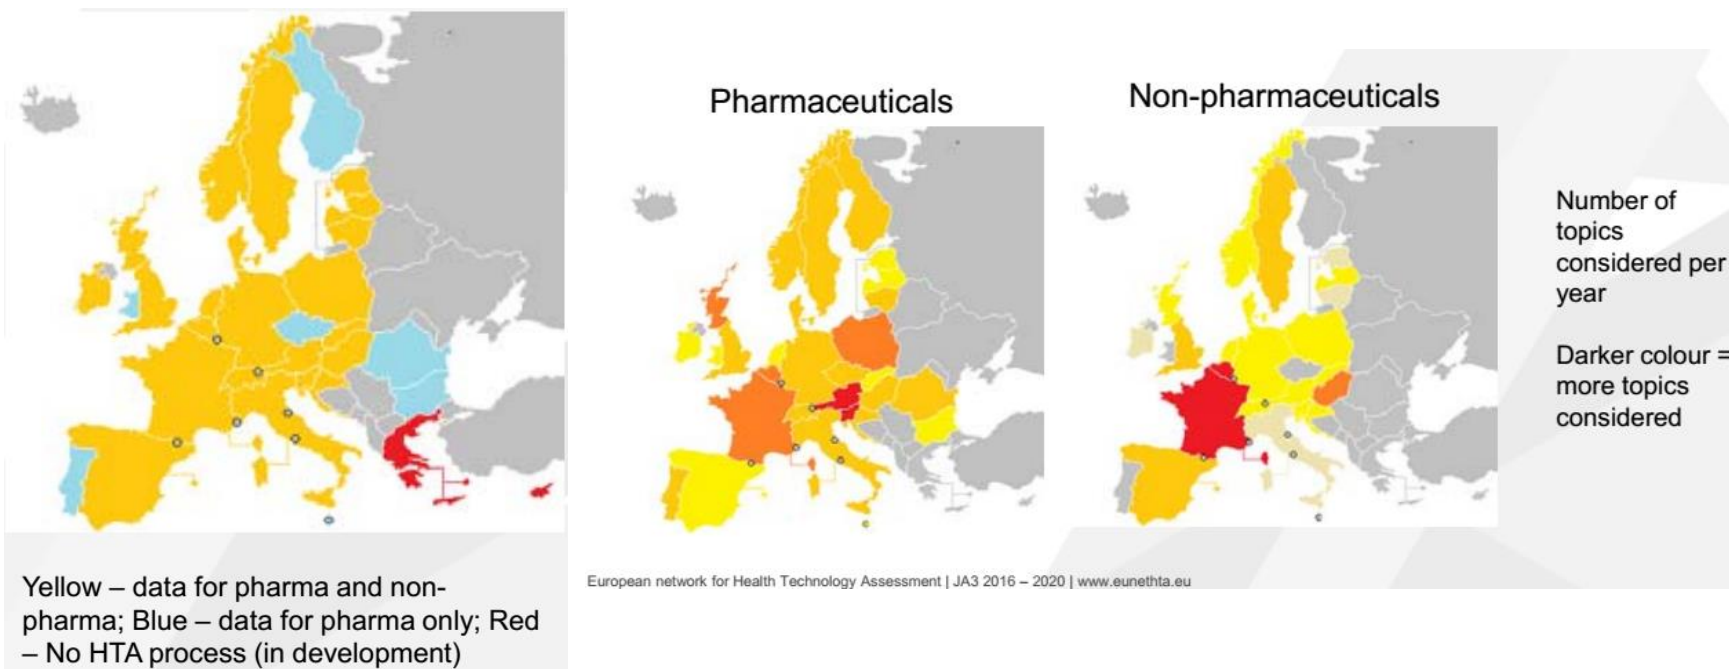 Pharmaceuticals
Non-pharmaceuticals
Number of
topics
considered per
year
Darker colour =
more topics
considered
European network for Health Technology Assessment | JA3 2016 – 2020 | www.eunethta.eu
Yellow – data for pharma and non-
pharma; Blue – data for pharma only; Red
– No HTA process (in development)